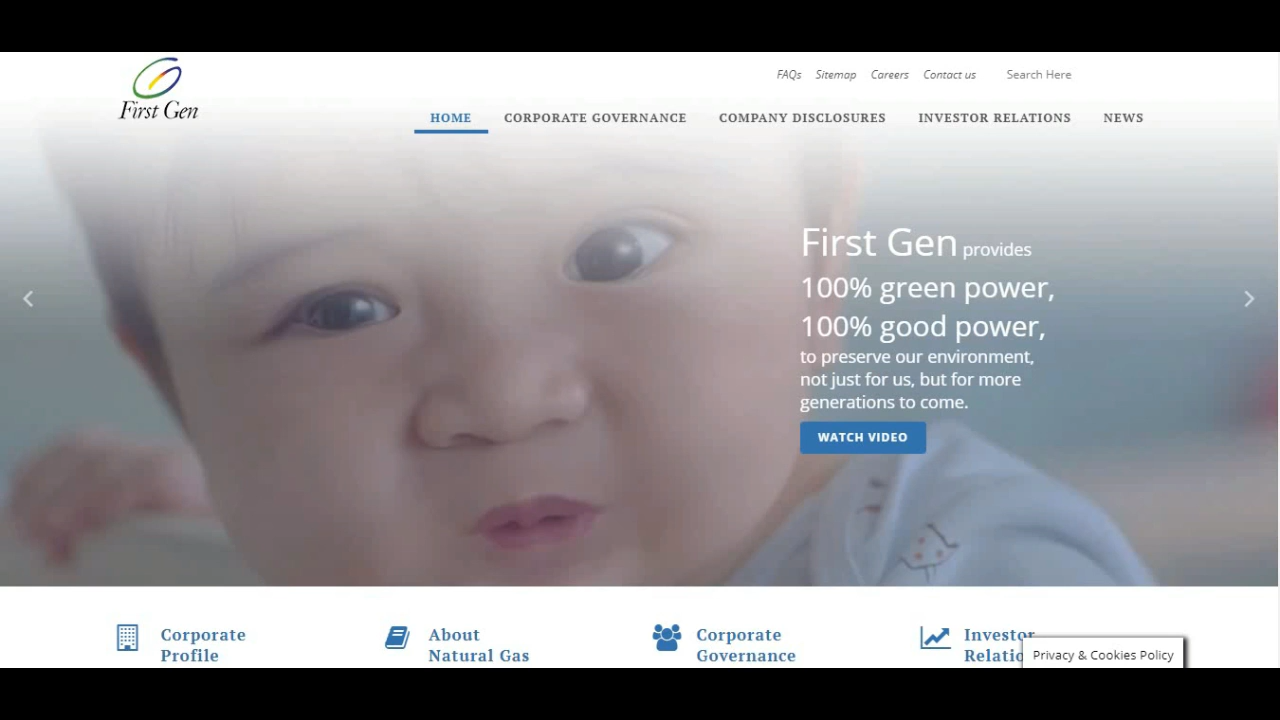 First Gen
FAQs Sitemap Careers Contact us Search Here
HOME CORPORATE GOVERNANCE COMPANY DISCLOSURES INVESTOR RELATIONS NEWS
First Gen provides
100% green power,
100% good power,
to preserve our environment,
not just for us, but for more
generations to come.
WATCH VIDEO
Corporate
Profile
About
Natural Gas
Corporate
Governance
Investor
Privacy & Cookies Policy